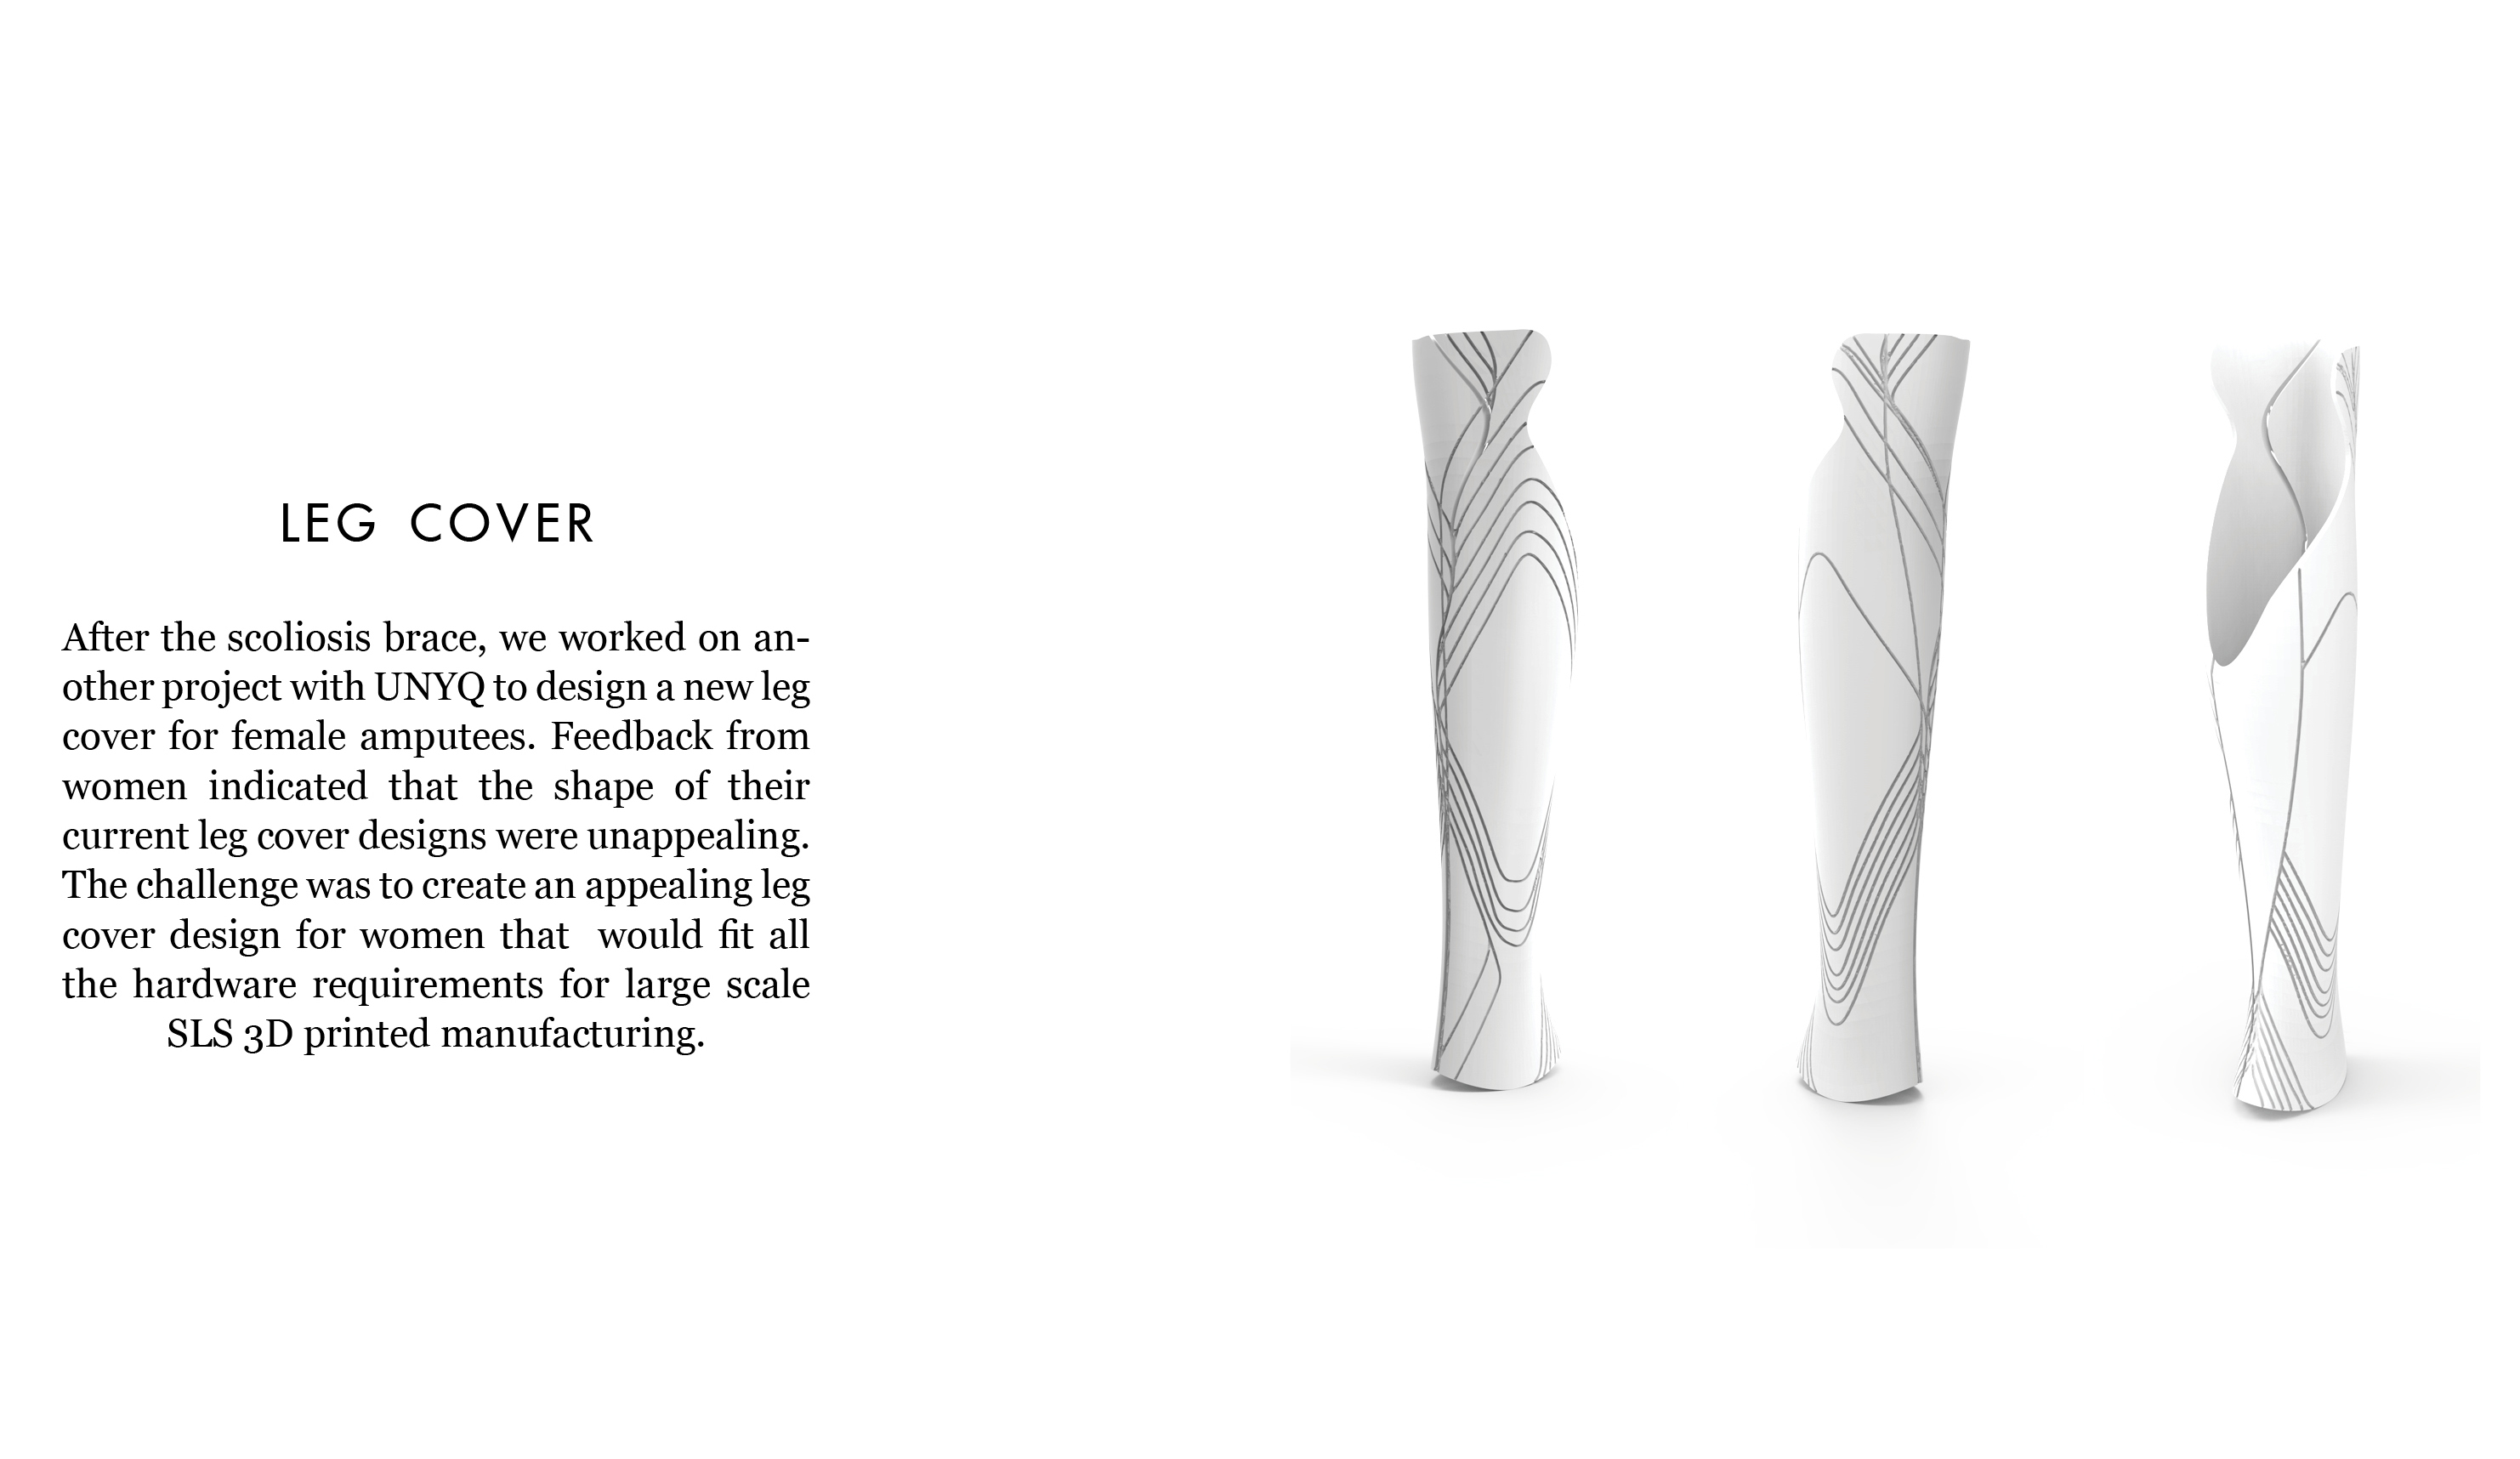 LEG COVER
After the scoliosis brace, we worked on an-
other project with UNYQ to design a new leg
cover for female amputees. Feedback from
women indicated that the shape of their
current leg cover designs were unappealing.
The challenge was to create an appealing leg
cover design for women that  would fit all
the hardware requirements for large scale
SLS 3D printed manufacturing.